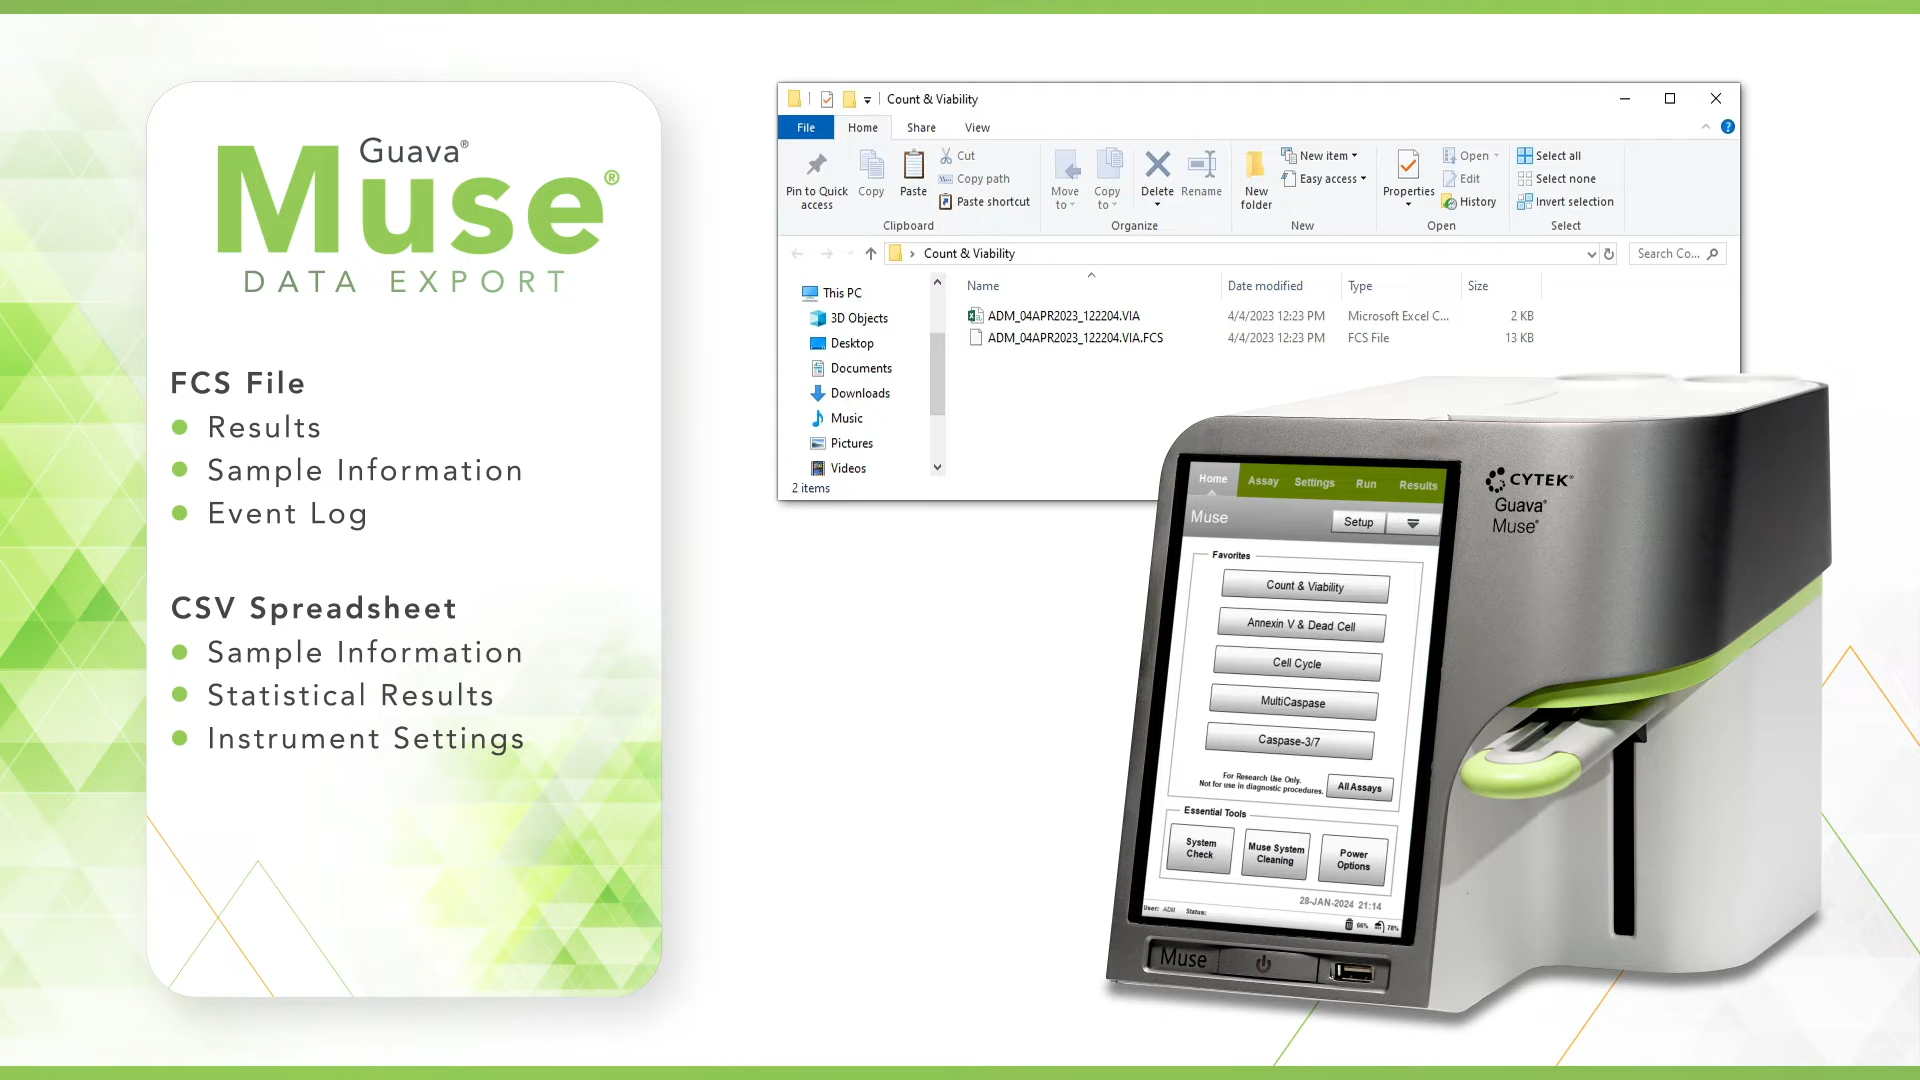 Guava®
Muse®
DATA EXPORT
FCS File
Results
Sample Information
Event Log
CSV Spreadsheet
Sample Information
Statistical Results
Instrument Settings
Count & Viability
File Home Share View
Pin to Quick access
Copy
Paste
Cut
Copy path
Paste shortcut
Clipboard
Move to
Copy to
Delete
Rename
Organize
New folder
New item
Easy access
New
Properties
Open
Edit
History
Open
Select all
Select none
Invert selection
Select
Count & Viability
Search Co...
This PC
3D Objects
Desktop
Documents
Downloads
Music
Pictures
Videos
2 items
Name Date modified Type Size
ADM_04APR2023_122204.VIA 4/4/2023 12:23 PM Microsoft Excel C... 2 KB
ADM_04APR2023_122204.VIA.FCS 4/4/2023 12:23 PM FCS File 13 KB
CYTEK®
Guava®
Muse®
Home Assay Settings Run Results
Muse Setup
Favorites
Count & Viability
Annexin V & Dead Cell
Cell Cycle
MultiCaspase
Caspase-3/7
For Research Use Only.
Not for use in diagnostic procedures.
All Assays
Essential Tools
System Check
Muse System Cleaning
Power Options
28-JAN-2024 21:14
User: ADM Status:
66% 78%
Muse